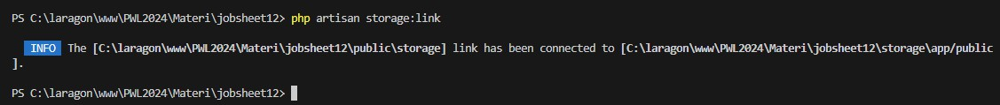 PS C:\laragon\www\PWL2024\Materi\jobsheet12> php artisan storage:link
INFO The [C:\laragon\www\PWL2024\Materi\jobsheet12\public\storage] link has been connected to [C:\laragon\www\PWL2024\Materi\jobsheet12\storage\app/public
].
PS C:\laragon\www\PWL2024\Materi\jobsheet12>